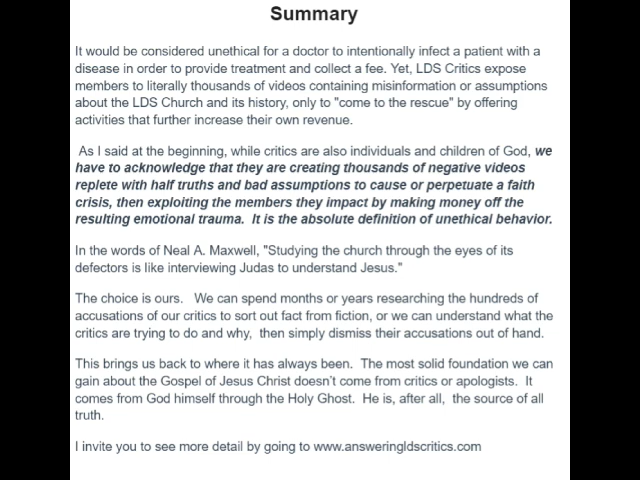 Summary
It would be considered unethical for a doctor to intentionally infect a patient with a
disease in order to provide treatment and collect a fee. Yet, LDS Critics expose
members to literally thousands of videos containing misinformation or assumptions
about the LDS Church and its history, only to "come to the rescue" by offering
activities that further increase their own revenue.
As I said at the beginning, while critics are also individuals and children of God, we
have to acknowledge that they are creating thousands of negative videos
replete with half truths and bad assumptions to cause or perpetuate a faith
crisis, then exploiting the members they impact by making money off the
resulting emotional trauma.  It is the absolute definition of unethical behavior.
In the words of Neal A. Maxwell, "Studying the church through the eyes of its
defectors is like interviewing Judas to understand Jesus."
The choice is ours.   We can spend months or years researching the hundreds of
accusations of our critics to sort out fact from fiction, or we can understand what the
critics are trying to do and why,  then simply dismiss their accusations out of hand.
This brings us back to where it has always been.  The most solid foundation we can
gain about the Gospel of Jesus Christ doesn't come from critics or apologists.  It
comes from God himself through the Holy Ghost.  He is, after all,  the source of all
truth.
I invite you to see more detail by going to www.answeringldscritics.com